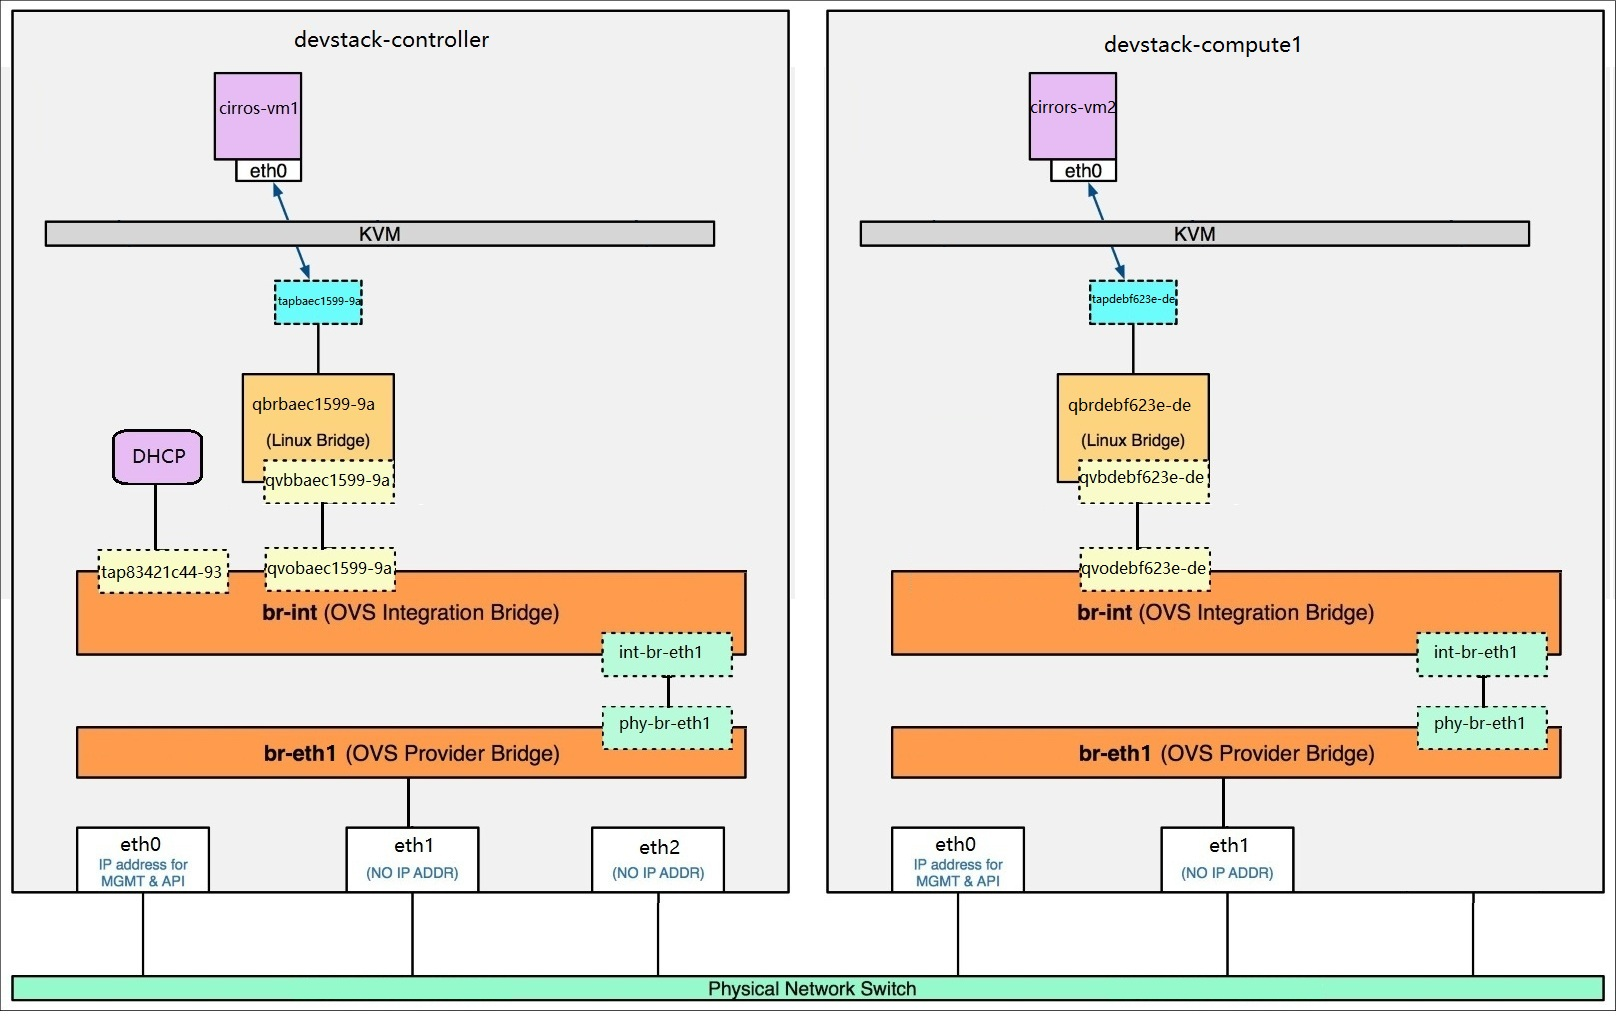 devstack-controller
cirros-vm1
eth0
KVM
tapbaec1599-9a
qbrbaec1599-9a
(Linux Bridge)
qvbbaec1599-9a
DHCP
tap83421c44-93
qvobaec1599-9a
br-int (OVS Integration Bridge)
int-br-eth1
phy-br-eth1
br-eth1 (OVS Provider Bridge)
eth0
IP address for
MGMT & API
eth1
(NO IP ADDR)
eth2
(NO IP ADDR)
devstack-compute1
cirrors-vm2
eth0
KVM
tapdebf623e-de
qbrdebf623e-de
(Linux Bridge)
qvbdebf623e-de
qvodebf623e-de
br-int (OVS Integration Bridge)
int-br-eth1
phy-br-eth1
br-eth1 (OVS Provider Bridge)
eth0
IP address for
MGMT & API
eth1
(NO IP ADDR)
Physical Network Switch